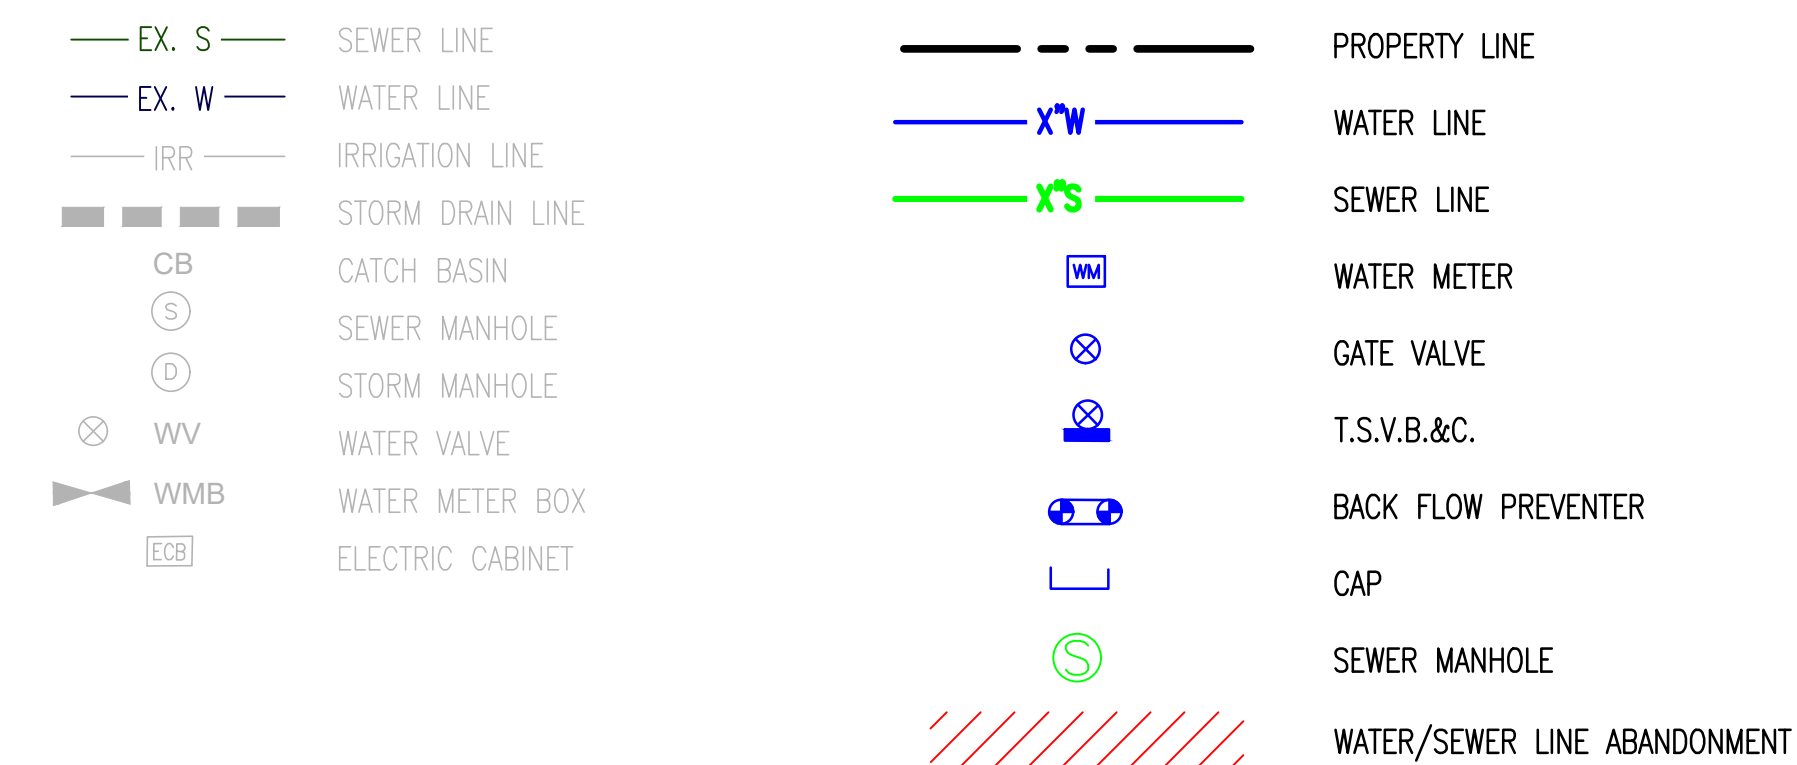 EX. S SEWER LINE
EX. W WATER LINE
IRR IRRIGATION LINE
STORM DRAIN LINE
CB CATCH BASIN
S SEWER MANHOLE
D STORM MANHOLE
WV WATER VALVE
WMB WATER METER BOX
ECB ELECTRIC CABINET
PROPERTY LINE
X"W WATER LINE
X"S SEWER LINE
WM WATER METER
GATE VALVE
T.S.V.B.&C.
BACK FLOW PREVENTER
CAP
S SEWER MANHOLE
WATER/SEWER LINE ABANDONMENT